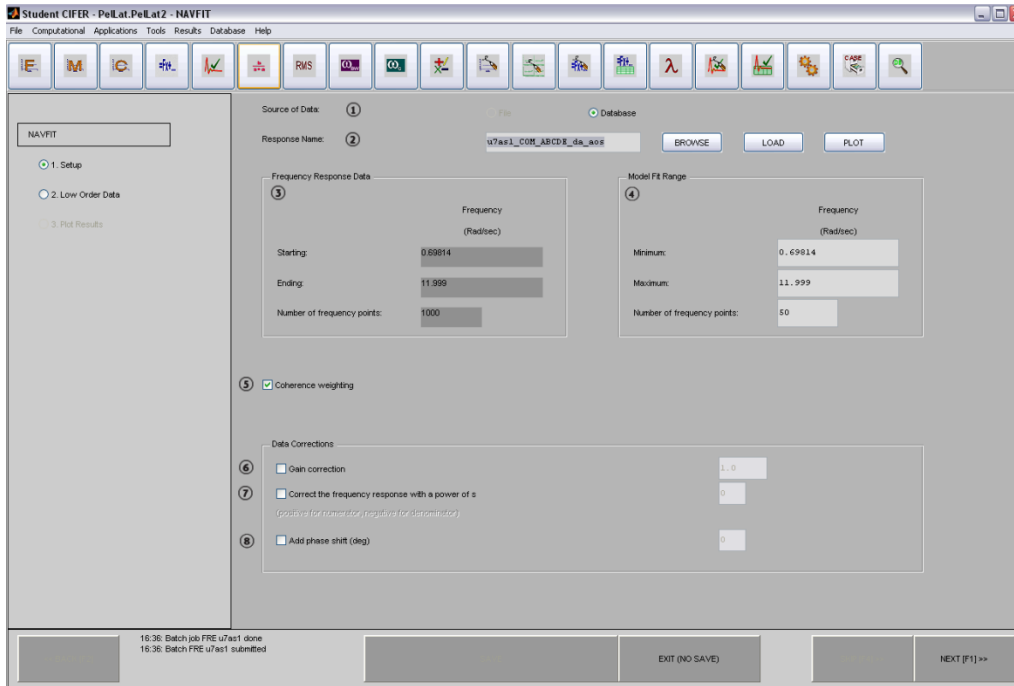 Student CIFER - PelLat.PelLat2 - NAVFIT
File Computational Applications Tools Results Database Help
RMS
CASE
NAVFIT
1. Setup
2. Low Order Data
3. Plot Results
Source of Data: 1 File Database
Response Name: 2 u7as1_COM_ABCDE_da_aos BROWSE LOAD PLOT
Frequency Response Data
3
Frequency
(Rad/sec)
Starting: 0.69814
Ending: 11.999
Number of frequency points: 1000
Model Fit Range
4
Frequency
(Rad/sec)
Minimum: 0.69814
Maximum: 11.999
Number of frequency points: 50
5 Coherence weighting
Data Corrections
6 Gain correction 1.0
7 Correct the frequency response with a power of s 0
(positive for numerator, negative for denominator)
8 Add phase shift (deg) 0
16:36: Batch job FRE u7as1 done
16:36: Batch FRE u7as1 submitted
EXIT (NO SAVE)
NEXT [F1] >>